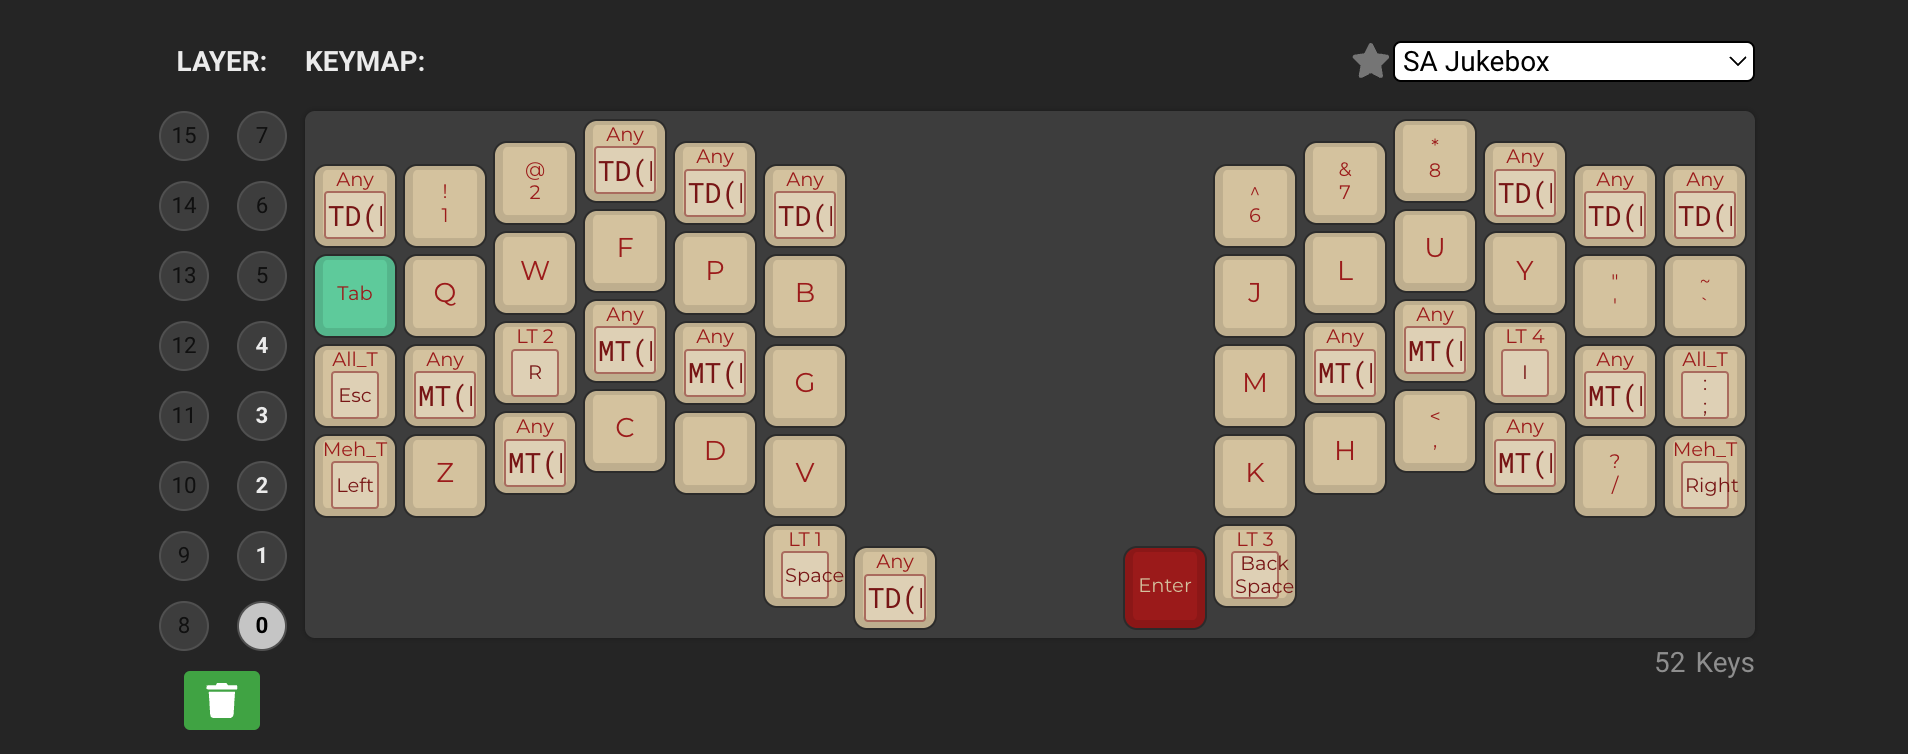 LAYER: KEYMAP: SA Jukebox
15 7
14 6
13 5
12 4
11 3
10 2
9 1
8 0
Any
TD(
!
1
@
2
Any
TD(
Any
TD(
Any
TD(
^
6
&
7
*
8
Any
TD(
Any
TD(
Any
TD(
Tab
Q
W
F
P
B
J
L
U
Y
"
'
~
`
All_T
Esc
Any
MT(
LT 2
R
Any
MT(
Any
MT(
G
M
Any
MT(
Any
MT(
LT 4
I
Any
MT(
All_T
:
;
Meh_T
Left
Z
Any
MT(
C
D
V
K
H
<
,
Any
MT(
?
/
Meh_T
Right
LT 1
Space
Any
TD(
Enter
LT 3
Back
Space
52 Keys